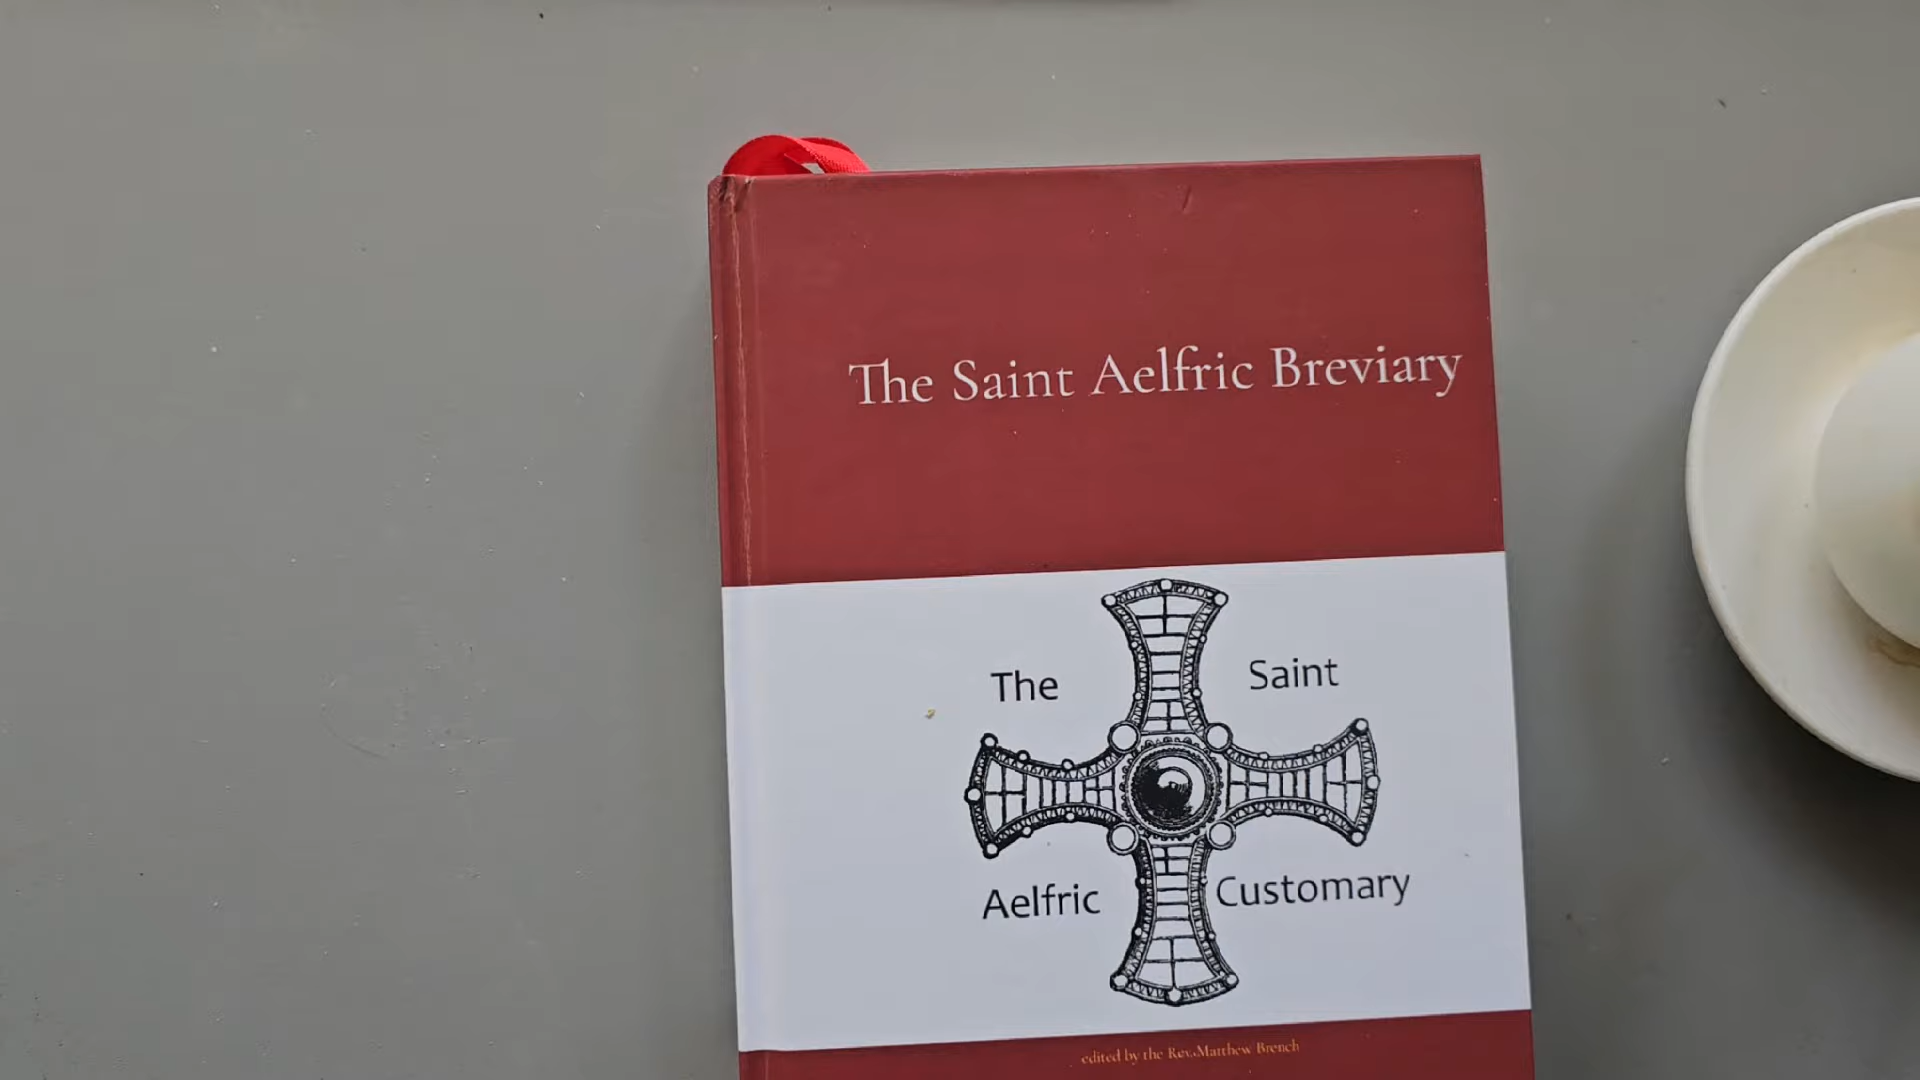 The Saint Aelfric Breviary
The Saint
Aelfric Customary
edited by the Rev. Matthew Brench